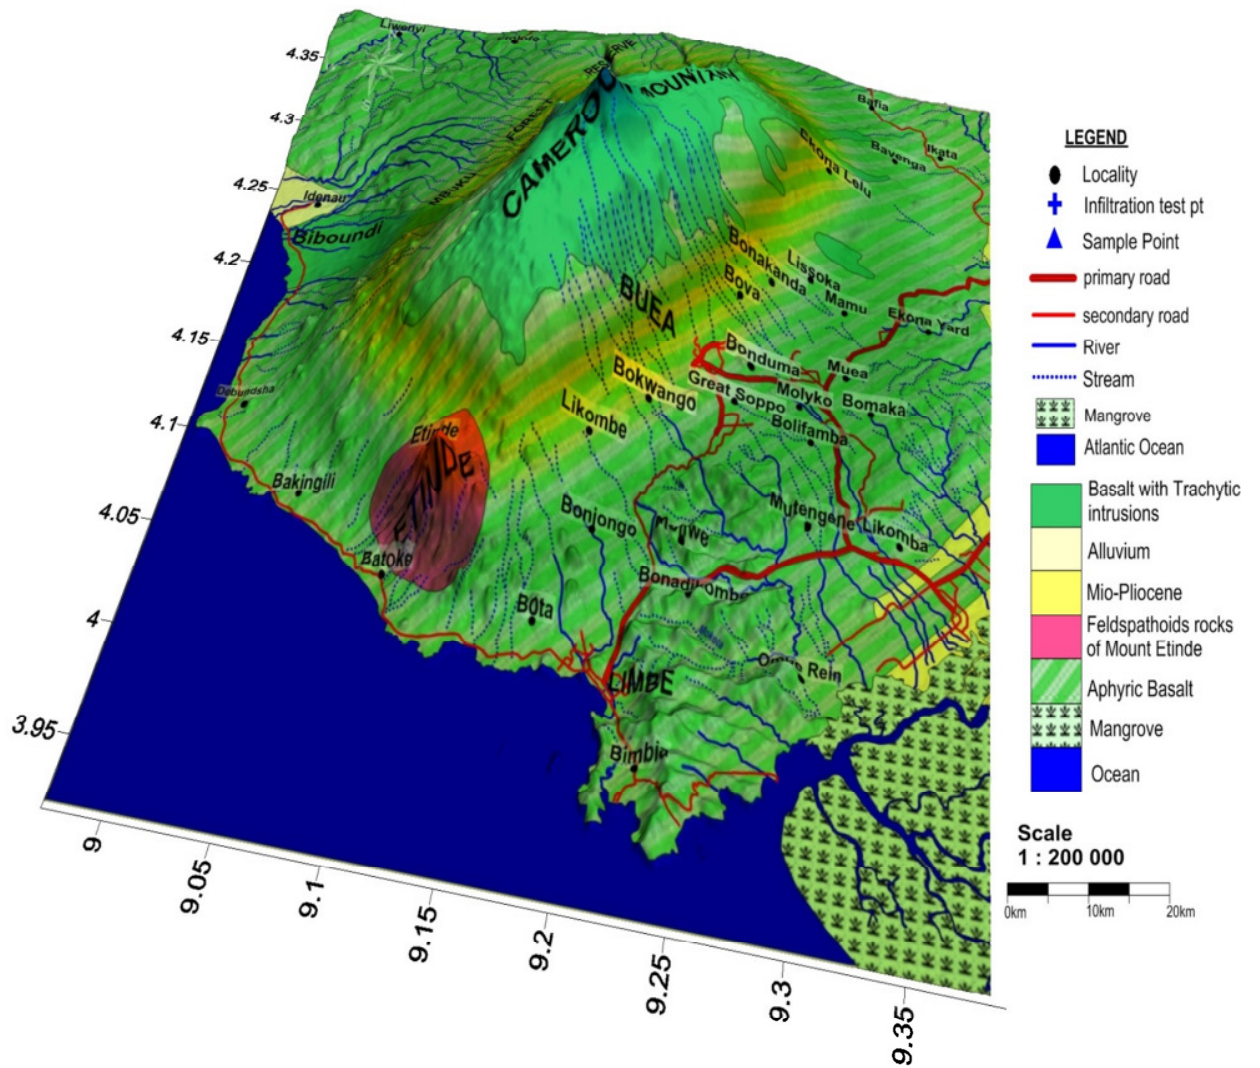 Liwenyi
4.35
RESERVE
MOUNTAIN
CAMEROO
FOREST
4.3
Bafia
Ikata
Bavenga
Ekona Lelu
4.25
Idenau
Biboundi
4.2
Bonakanda
Lissoka
Bova
Mamu
BUEA
Ekona Yard
4.15
Bonduma
Muea
Debundsha
Bokwango
Great Soppo
Molyko
Bomaka
4.1
Likombe
Bolifamba
Etinde
ETINDE
Bakingili
4.05
Bonjongo
Mutengene
Likomba
Batoke
Bota
4
LIMBE
3.95
Bimbia
9
9.05
9.1
9.15
9.2
9.25
9.3
9.35
LEGEND
Locality
Infiltration test pt
Sample Point
primary road
secondary road
River
Stream
Mangrove
Atlantic Ocean
Basalt with Trachytic
intrusions
Alluvium
Mio-Pliocene
Feldspathoids rocks
of Mount Etinde
Aphyric Basalt
Mangrove
Ocean
Scale
1 : 200 000
0km 10km 20km